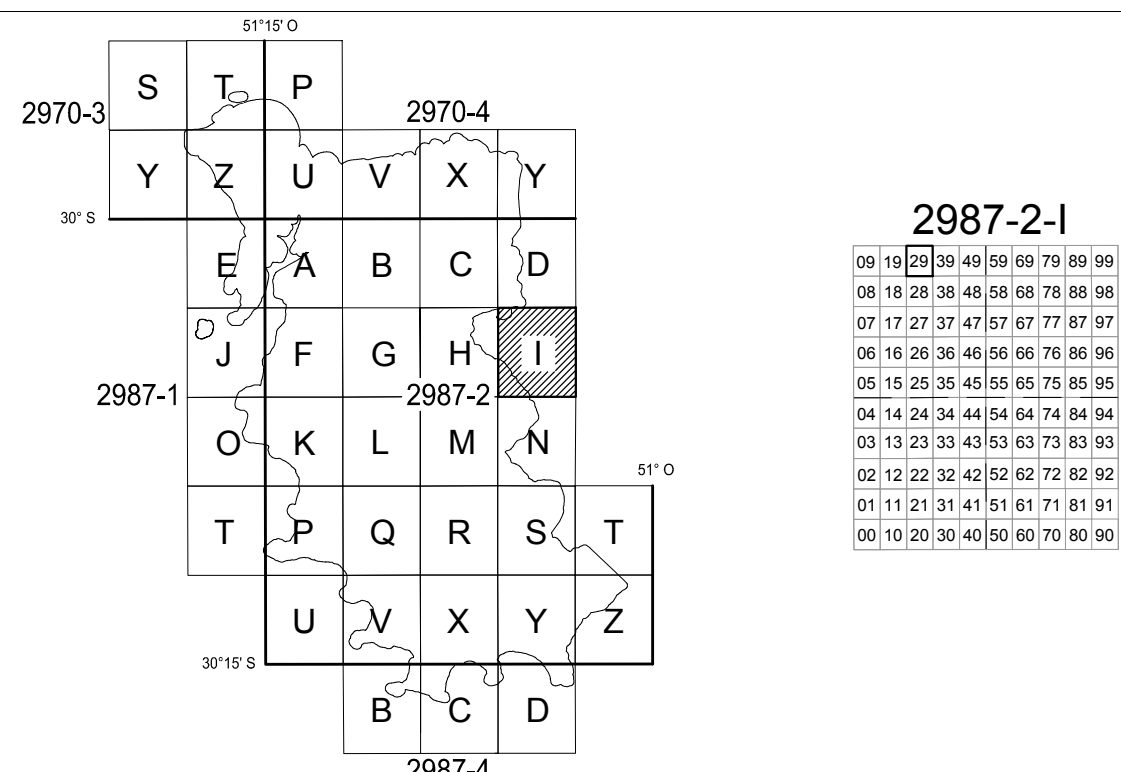 51°15' O
S T P
2970-3 2970-4
Y Z U V X Y
30° S
E A B C D
J F G H I
2987-1 2987-2
O K L M N
51° O
T P Q R S T
U V X Y Z
30°15' S
B C D
2987-4
2987-2-I
09 19 29 39 49 59 69 79 89 99
08 18 28 38 48 58 68 78 88 98
07 17 27 37 47 57 67 77 87 97
06 16 26 36 46 56 66 76 86 96
05 15 25 35 45 55 65 75 85 95
04 14 24 34 44 54 64 74 84 94
03 13 23 33 43 53 63 73 83 93
02 12 22 32 42 52 62 72 82 92
01 11 21 31 41 51 61 71 81 91
00 10 20 30 40 50 60 70 80 90